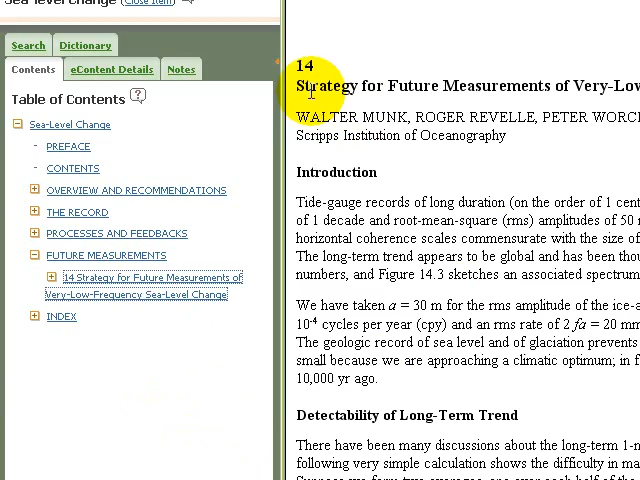 Sea-level Change (Close Item)
Search Dictionary
Contents eContent Details Notes
Table of Contents ?
Sea-Level Change
PREFACE
CONTENTS
OVERVIEW AND RECOMMENDATIONS
THE RECORD
PROCESSES AND FEEDBACKS
FUTURE MEASUREMENTS
14 Strategy for Future Measurements of
Very-Low-Frequency Sea-Level Change
INDEX
14
Strategy for Future Measurements of Very-Low
WALTER MUNK, ROGER REVELLE, PETER WORC
Scripps Institution of Oceanography
Introduction
Tide-gauge records of long duration (on the order of 1 cent
of 1 decade and root-mean-square (rms) amplitudes of 50 
horizontal coherence scales commensurate with the size of
The long-term trend appears to be global and has been thou
numbers, and Figure 14.3 sketches an associated spectrum
We have taken a = 30 m for the rms amplitude of the ice-a
10-4 cycles per year (cpy) and an rms rate of 2 fa = 20 mm
The geologic record of sea level and of glaciation prevents
small because we are approaching a climatic optimum; in f
10,000 yr ago.
Detectability of Long-Term Trend
There have been many discussions about the long-term 1-m
following very simple calculation shows the difficulty in ma